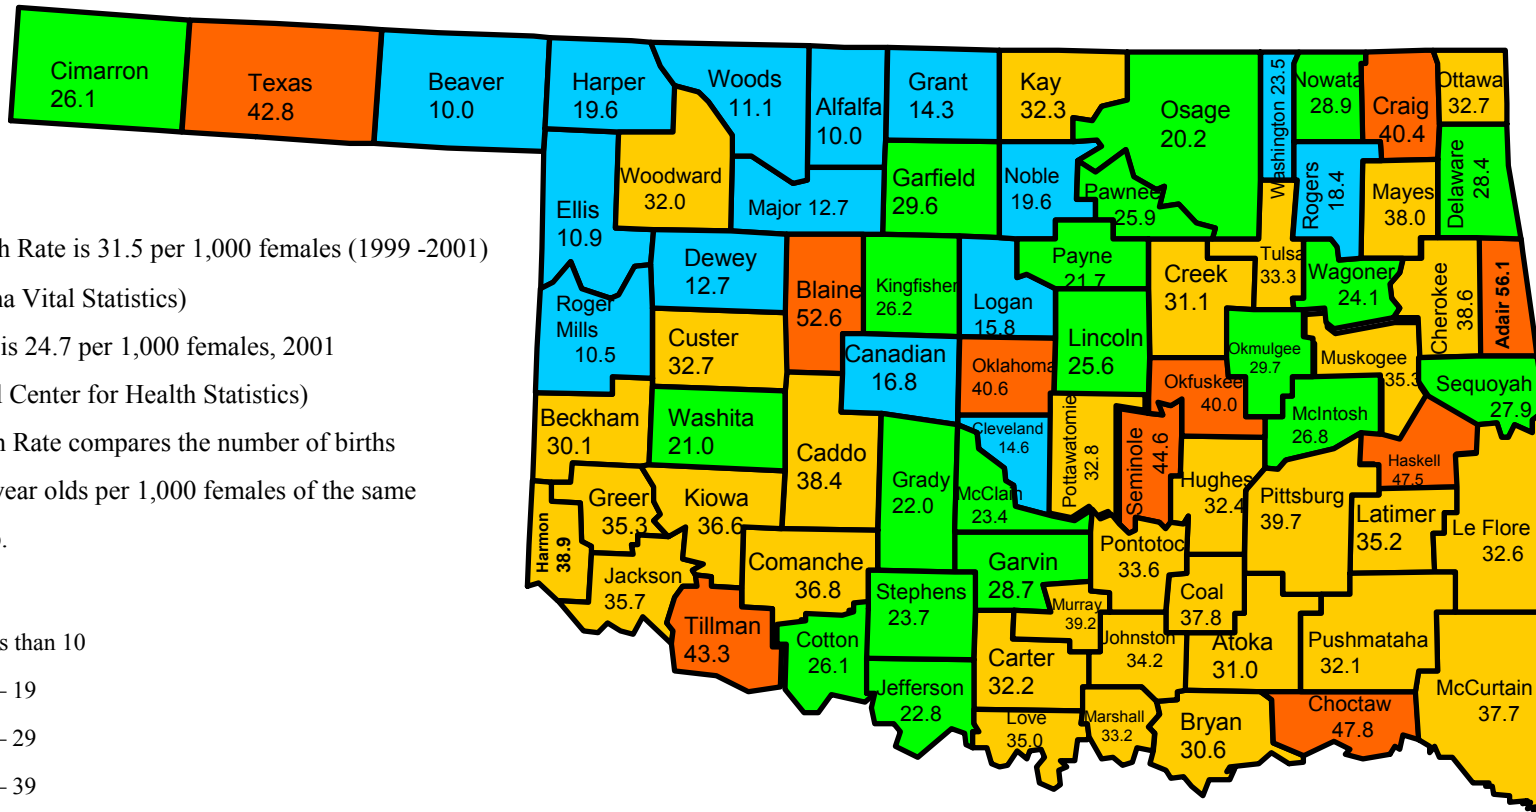 Cimarron
26.1
Texas
42.8
Beaver
10.0
Harper
19.6
Woods
11.1
Alfalfa
10.0
Grant
14.3
Kay
32.3
Osage
20.2
Washington 23.5
Nowata
28.9
Craig
40.4
Ottawa
32.7
Woodward
32.0
Ellis
10.9
Major 12.7
Garfield
29.6
Noble
19.6
Pawnee
25.9
Rogers
18.4
Mayes
38.0
Delaware
28.4
h Rate is 31.5 per 1,000 females (1999 -2001)
na Vital Statistics)
is 24.7 per 1,000 females, 2001
l Center for Health Statistics)
h Rate compares the number of births
year olds per 1,000 females of the same
.
s than 10
– 19
– 29
– 39
Dewey
12.7
Blaine
52.6
Kingfisher
26.2
Logan
15.8
Payne
21.7
Creek
31.1
Tulsa
33.3
Wagoner
24.1
Cherokee
38.6
Adair 56.1
Roger
Mills
10.5
Custer
32.7
Canadian
16.8
Oklahoma
40.6
Lincoln
25.6
Okmulgee
29.7
Muskogee
35.3
Sequoyah
27.9
Beckham
30.1
Washita
21.0
Caddo
38.4
Grady
22.0
Cleveland
14.6
McClain
23.4
Pottawatomie
32.8
Seminole
44.6
Okfuskee
40.0
McIntosh
26.8
Haskell
47.5
Hughes
32.4
Pittsburg
39.7
Latimer
35.2
Le Flore
32.6
Harmon
38.9
Greer
35.3
Kiowa
36.6
Jackson
35.7
Comanche
36.8
Tillman
43.3
Cotton
26.1
Stephens
23.7
Garvin
28.7
Pontotoc
33.6
Coal
37.8
Murray
39.2
Johnston
34.2
Atoka
31.0
Pushmataha
32.1
McCurtain
37.7
Jefferson
22.8
Carter
32.2
Love
35.0
Marshall
33.2
Bryan
30.6
Choctaw
47.8